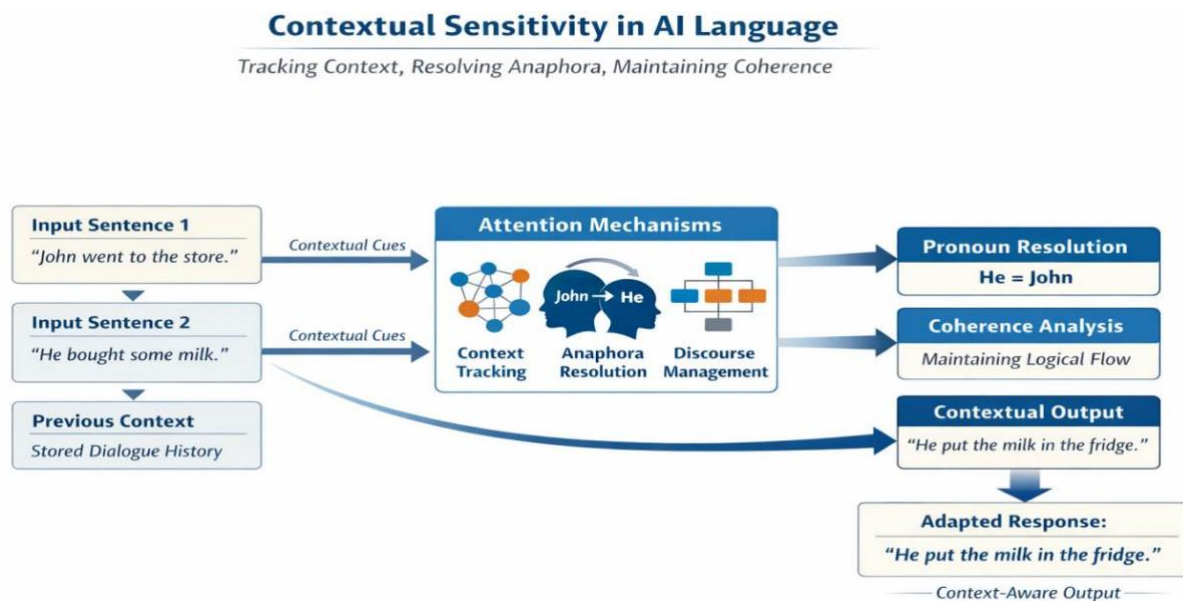 Contextual Sensitivity in AI Language
Tracking Context, Resolving Anaphora, Maintaining Coherence
Input Sentence 1
“John went to the store.”
Input Sentence 2
“He bought some milk.”
Previous Context
Stored Dialogue History
Contextual Cues
Contextual Cues
Attention Mechanisms
John → He
Context
Tracking
Anaphora
Resolution
Discourse
Management
Pronoun Resolution
He = John
Coherence Analysis
Maintaining Logical Flow
Contextual Output
“He put the milk in the fridge.”
Adapted Response:
“He put the milk in the fridge.”
Context-Aware Output